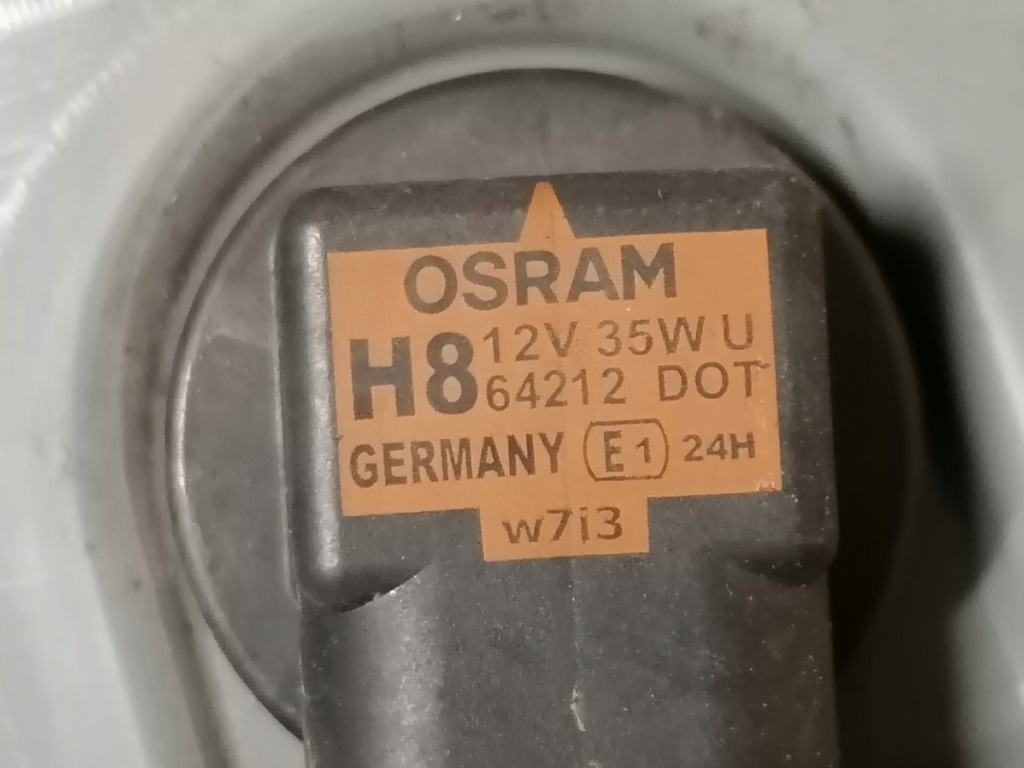 OSRAM
H8 12V 35W U
64212 DOT
GERMANY E1 24H
w7i3